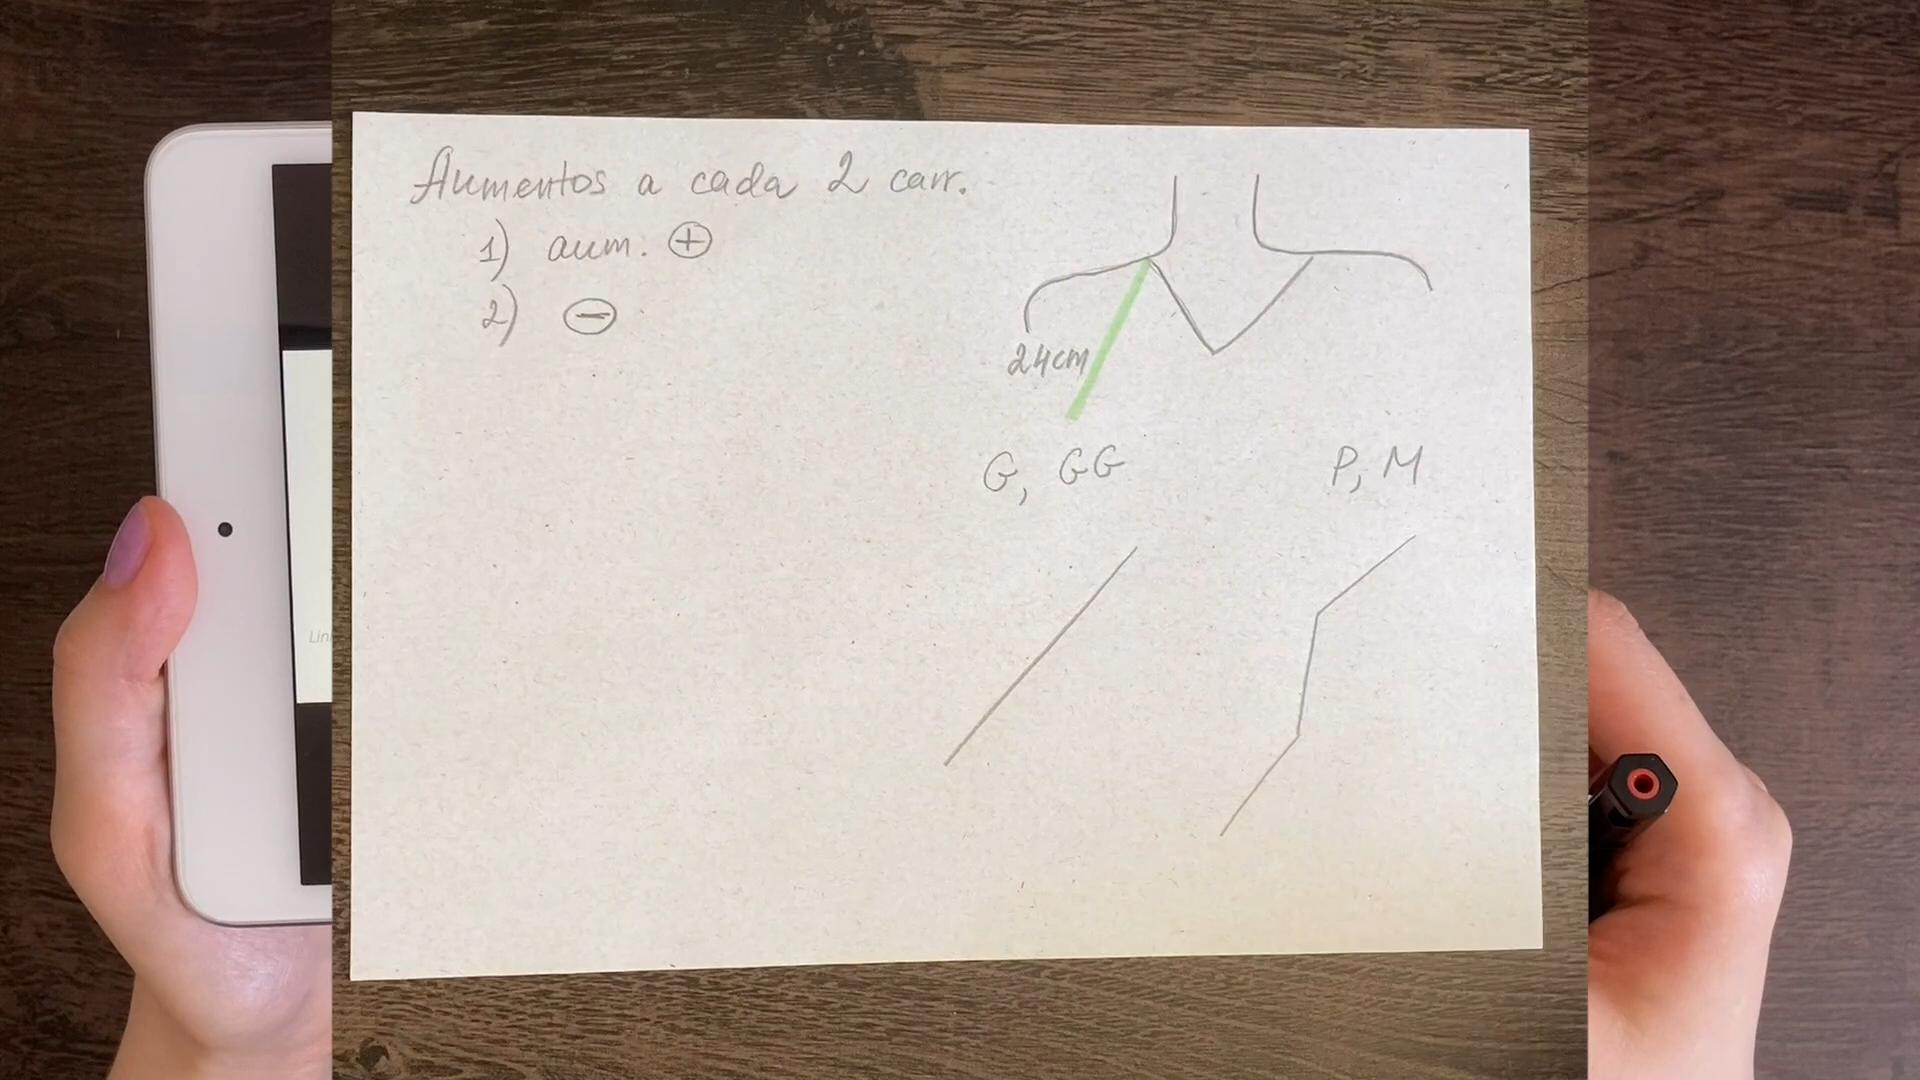 Aumentos a cada 2 carr.
1) aum. ⊕
2) ⊖
24cm
G, GG
P, M